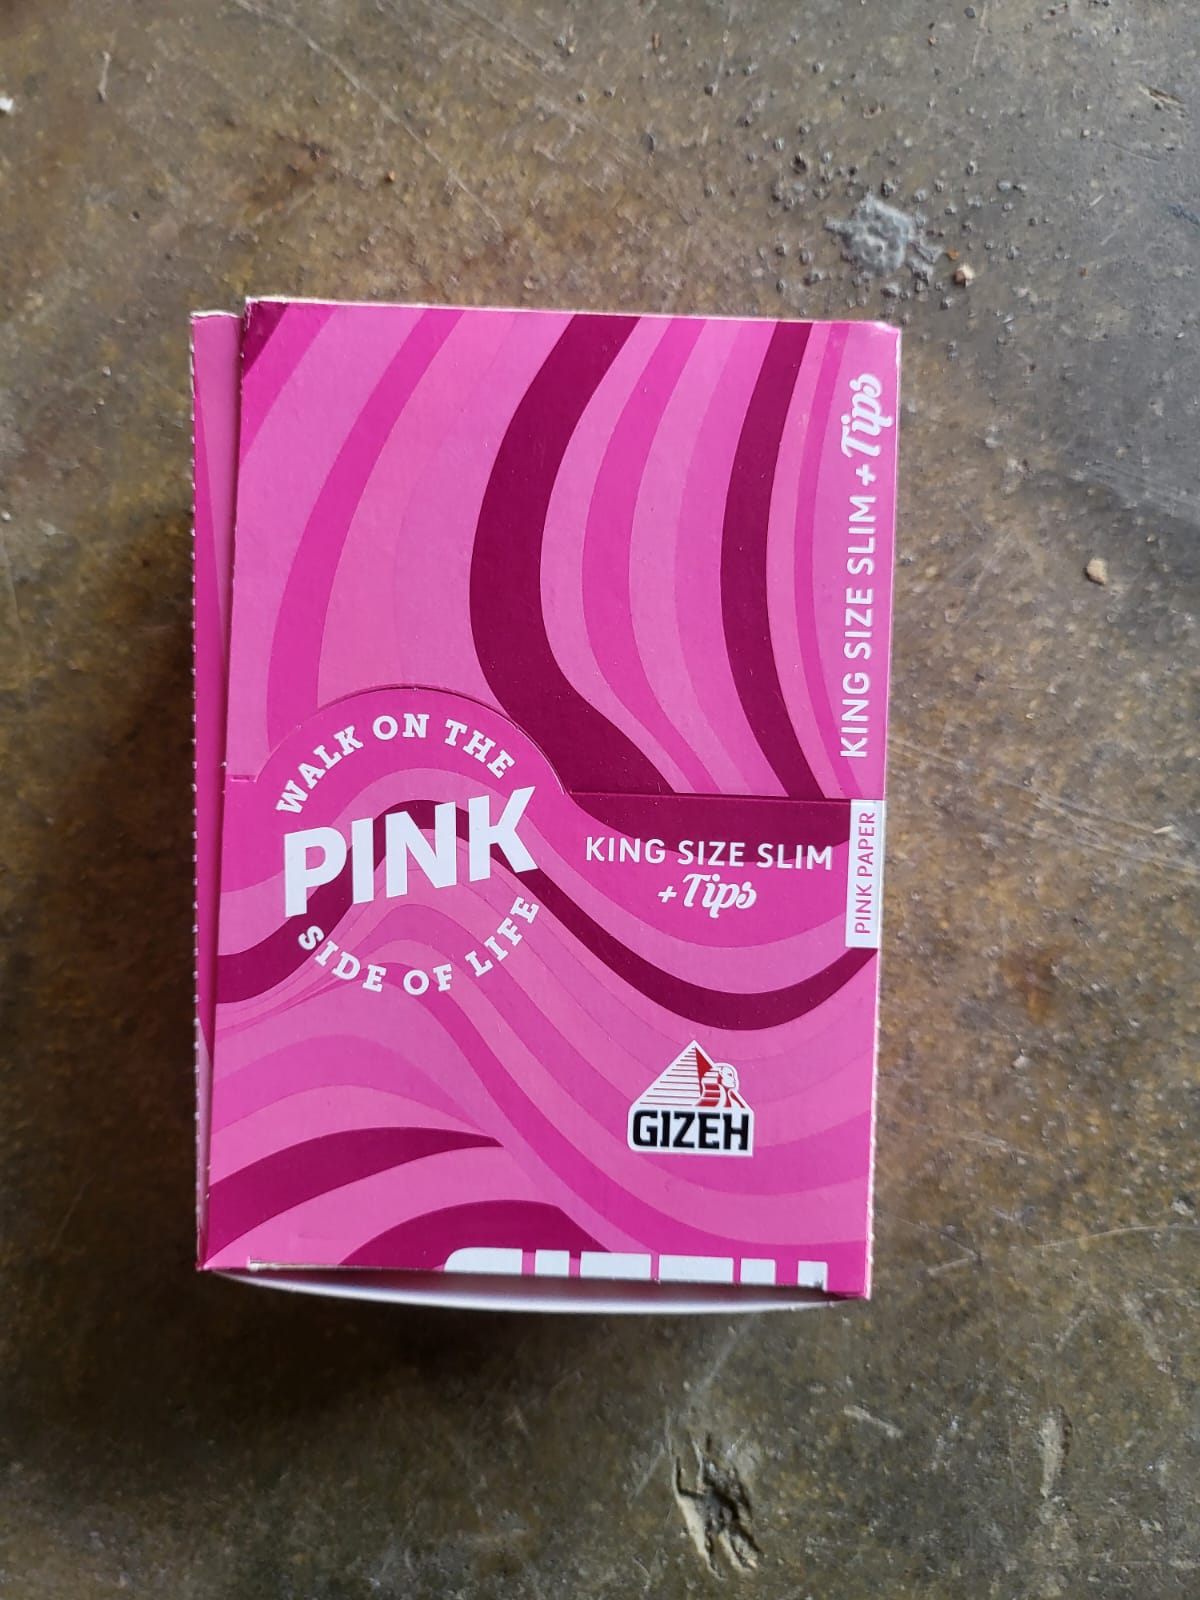 KING SIZE SLIM + Tips
WALK ON THE
PINK
SIDE OF LIFE
KING SIZE SLIM
+ Tips
PINK PAPER
GIZEH